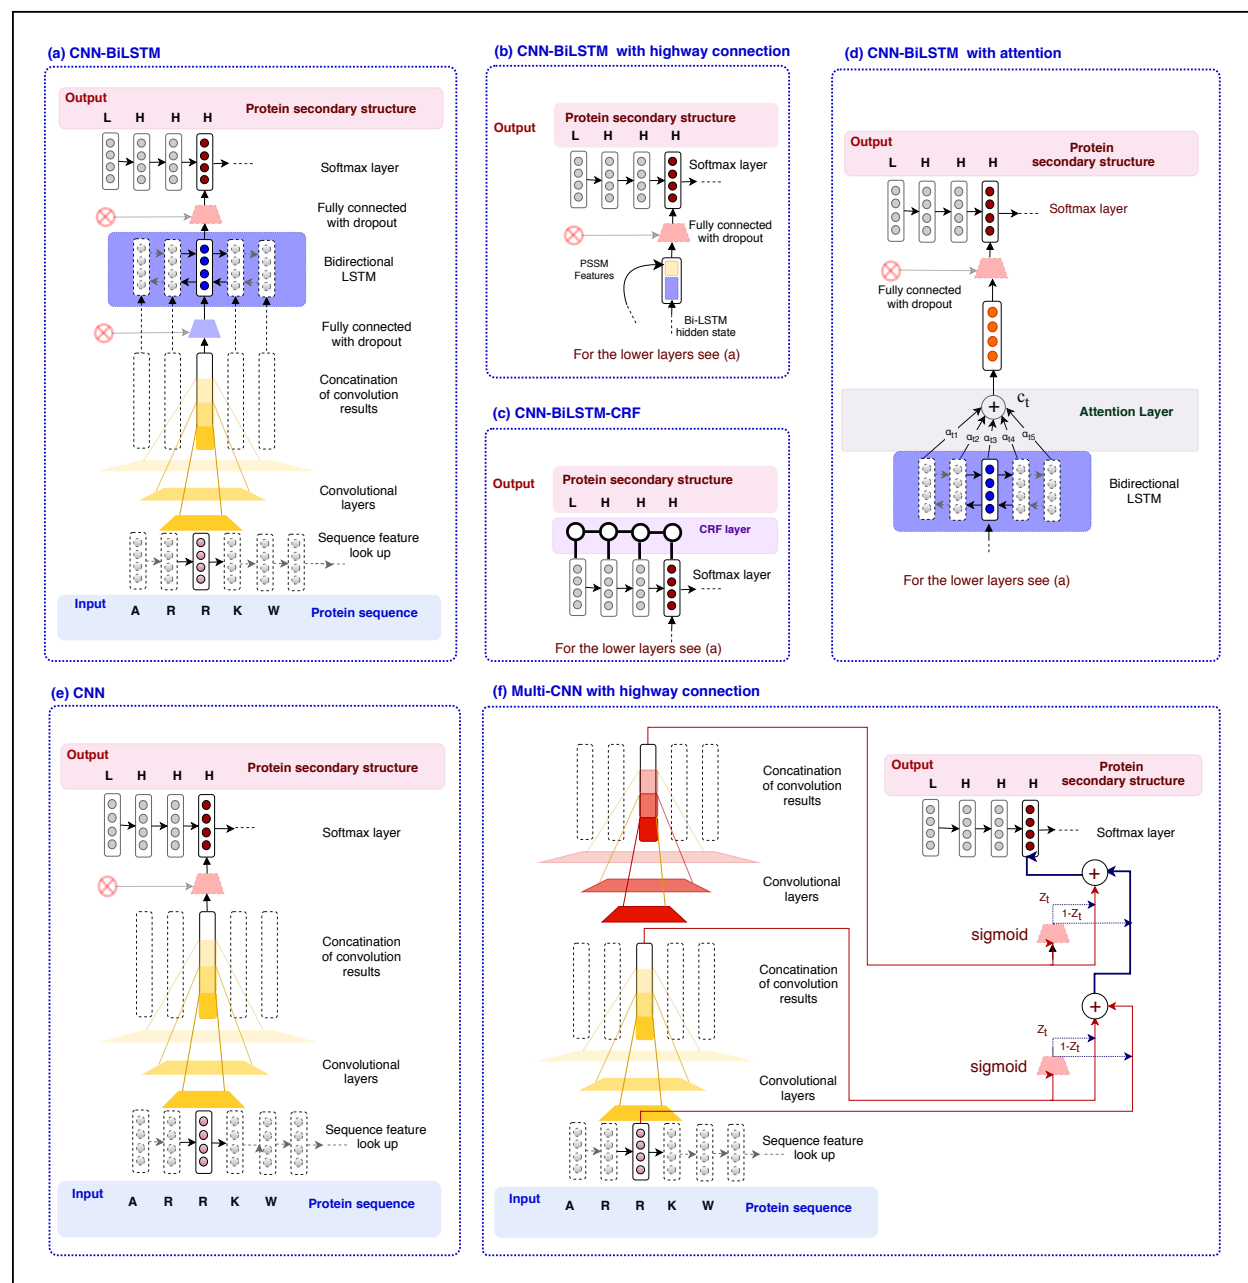 (a) CNN-BiLSTM
Output
Protein secondary structure
L H H H
Softmax layer
Fully connected
with dropout
Bidirectional
LSTM
Fully connected
with dropout
Concatination
of convolution
results
Convolutional
layers
Sequence feature
look up
Input
A R R K W
Protein sequence
(b) CNN-BiLSTM with highway connection
Protein secondary structure
Output
L H H H
Softmax layer
Fully connected
with dropout
PSSM
Features
Bi-LSTM
hidden state
For the lower layers see (a)
(c) CNN-BiLSTM-CRF
Protein secondary structure
Output
L H H H
CRF layer
Softmax layer
For the lower layers see (a)
(d) CNN-BiLSTM with attention
Output
Protein
secondary structure
L H H H
Softmax layer
Fully connected
with dropout
c_t
Attention Layer
α_t1 α_t2 α_t3 α_t4 α_t5
Bidirectional
LSTM
For the lower layers see (a)
(e) CNN
Output
Protein secondary structure
L H H H
Softmax layer
Concatination
of convolution
results
Convolutional
layers
Sequence feature
look up
Input
A R R K W
Protein sequence
(f) Multi-CNN with highway connection
Concatination
of convolution
results
Convolutional
layers
Concatination
of convolution
results
Convolutional
layers
Sequence feature
look up
Input
A R R K W
Protein sequence
Output
Protein
secondary structure
L H H H
Softmax layer
+
Z_t
1-Z_t
sigmoid
+
Z_t
1-Z_t
sigmoid